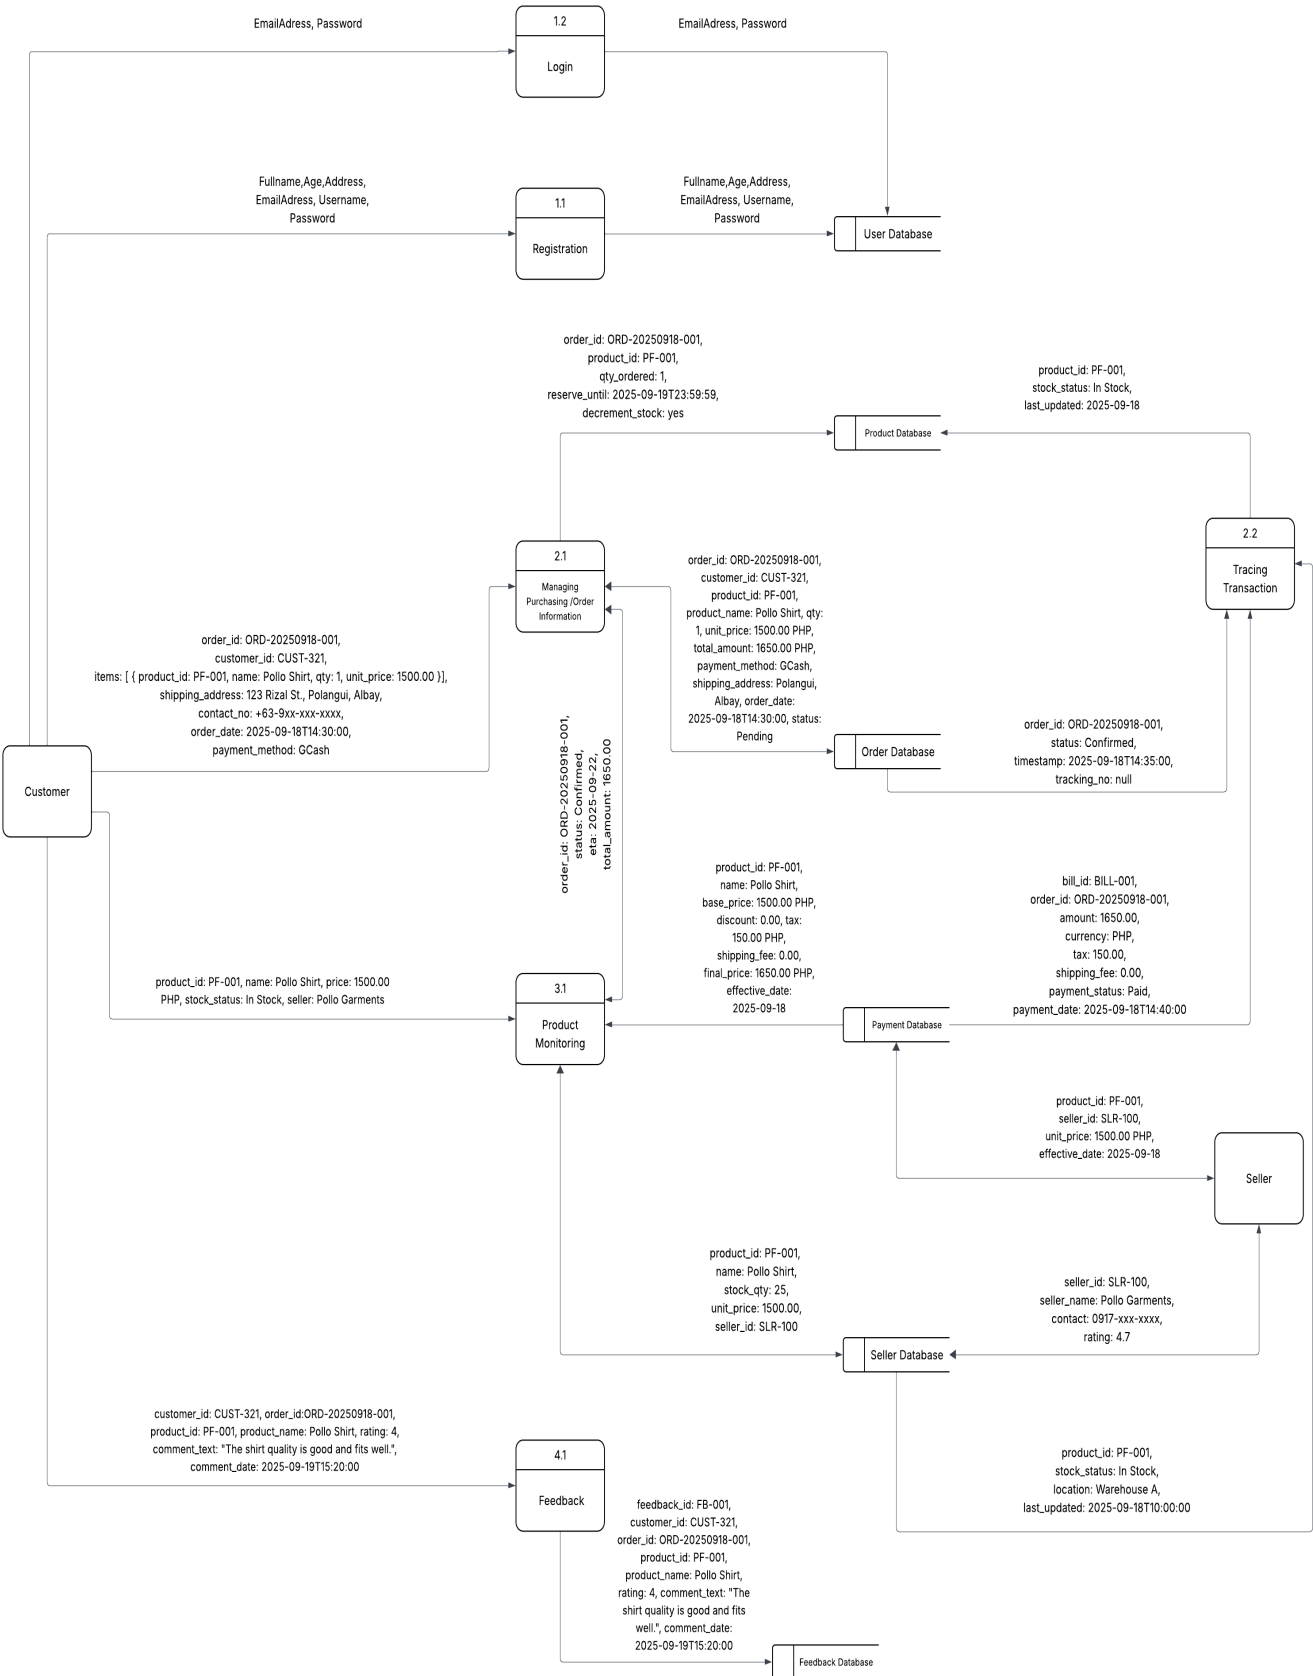 EmailAdress, Password
EmailAdress, Password
1.2
Login
Fullname,Age,Address,
EmailAdress, Username,
Password
Fullname,Age,Address,
EmailAdress, Username,
Password
1.1
Registration
User Database
order_id: ORD-20250918-001,
product_id: PF-001,
qty_ordered: 1,
reserve_until: 2025-09-19T23:59:59,
decrement_stock: yes
product_id: PF-001,
stock_status: In Stock,
last_updated: 2025-09-18
Product Database
2.1
Managing
Purchasing /Order
Information
order_id: ORD-20250918-001,
customer_id: CUST-321,
product_id: PF-001,
product_name: Pollo Shirt, qty:
1, unit_price: 1500.00 PHP,
total_amount: 1650.00 PHP,
payment_method: GCash,
shipping_address: Polangui,
Albay, order_date:
2025-09-18T14:30:00, status:
Pending
2.2
Tracing
Transaction
order_id: ORD-20250918-001,
customer_id: CUST-321,
items: [ { product_id: PF-001, name: Pollo Shirt, qty: 1, unit_price: 1500.00 }],
shipping_address: 123 Rizal St., Polangui, Albay,
contact_no: +63-9xx-xxx-xxxx,
order_date: 2025-09-18T14:30:00,
payment_method: GCash
Customer
order_id: ORD-20250918-001,
status: Confirmed,
eta: 2025-09-22,
total_amount: 1650.00
Order Database
order_id: ORD-20250918-001,
status: Confirmed,
timestamp: 2025-09-18T14:35:00,
tracking_no: null
product_id: PF-001,
name: Pollo Shirt,
base_price: 1500.00 PHP,
discount: 0.00, tax:
150.00 PHP,
shipping_fee: 0.00,
final_price: 1650.00 PHP,
effective_date:
2025-09-18
bill_id: BILL-001,
order_id: ORD-20250918-001,
amount: 1650.00,
currency: PHP,
tax: 150.00,
shipping_fee: 0.00,
payment_status: Paid,
payment_date: 2025-09-18T14:40:00
product_id: PF-001, name: Pollo Shirt, price: 1500.00
PHP, stock_status: In Stock, seller: Pollo Garments
3.1
Product
Monitoring
Payment Database
product_id: PF-001,
seller_id: SLR-100,
unit_price: 1500.00 PHP,
effective_date: 2025-09-18
Seller
product_id: PF-001,
name: Pollo Shirt,
stock_qty: 25,
unit_price: 1500.00,
seller_id: SLR-100
seller_id: SLR-100,
seller_name: Pollo Garments,
contact: 0917-xxx-xxxx,
rating: 4.7
Seller Database
customer_id: CUST-321, order_id:ORD-20250918-001,
product_id: PF-001, product_name: Pollo Shirt, rating: 4,
comment_text: "The shirt quality is good and fits well.",
comment_date: 2025-09-19T15:20:00
4.1
Feedback
product_id: PF-001,
stock_status: In Stock,
location: Warehouse A,
last_updated: 2025-09-18T10:00:00
feedback_id: FB-001,
customer_id: CUST-321,
order_id: ORD-20250918-001,
product_id: PF-001,
product_name: Pollo Shirt,
rating: 4, comment_text: "The
shirt quality is good and fits
well.", comment_date:
2025-09-19T15:20:00
Feedback Database